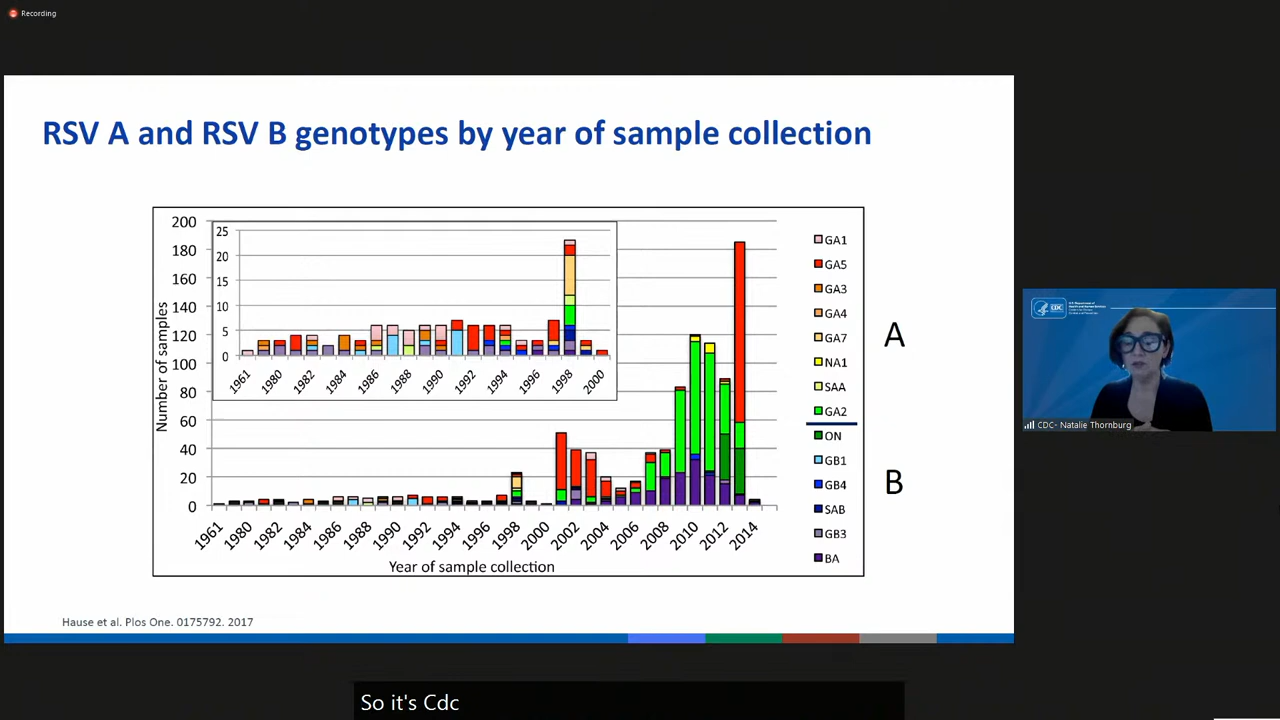 Recording
RSV A and RSV B genotypes by year of sample collection
Number of samples
200
180
160
140
120
100
80
60
40
20
0
25
20
15
10
5
0
1961
1980
1982
1984
1986
1988
1990
1992
1994
1996
1998
2000
1961
1980
1982
1984
1986
1988
1990
1992
1994
1996
1998
2000
2002
2004
2006
2008
2010
2012
2014
Year of sample collection
GA1
GA5
GA3
GA4
GA7
NA1
SAA
GA2
ON
GB1
GB4
SAB
GB3
BA
A
B
Hause et al. Plos One. 0175792. 2017
CDC
CDC- Natalie Thornburg
So it's Cdc